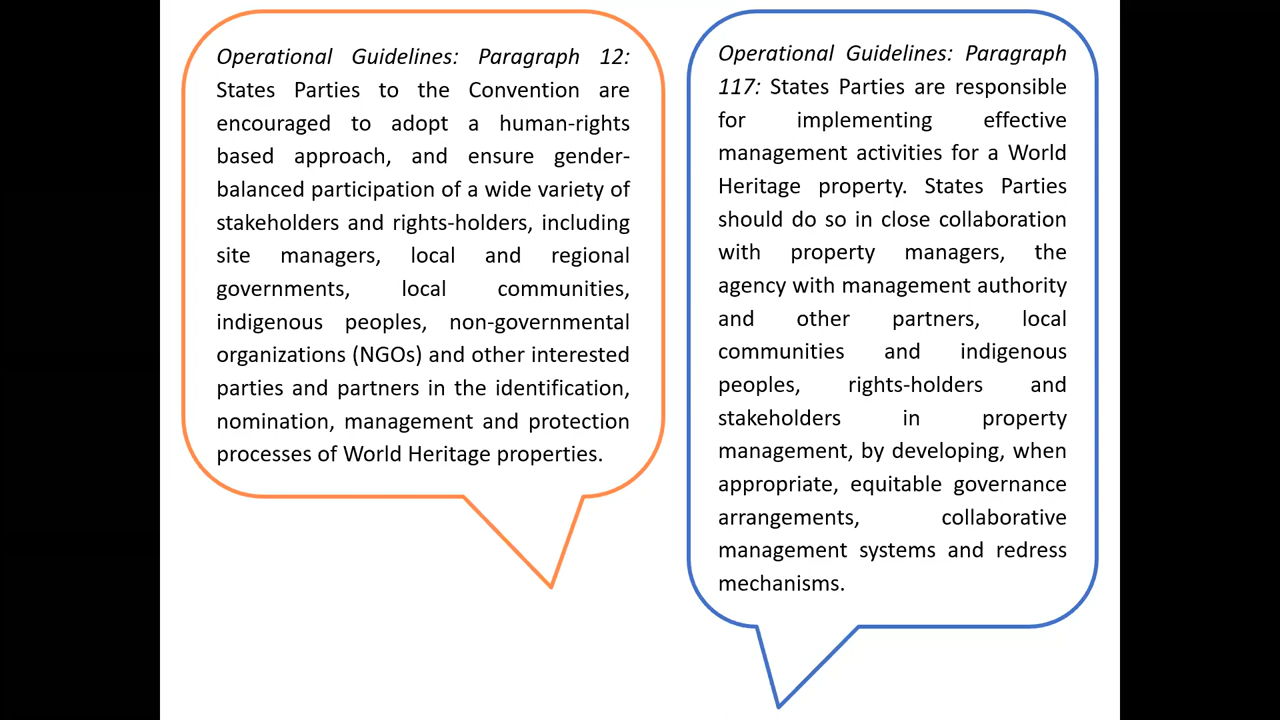 Operational Guidelines: Paragraph 12:
States Parties to the Convention are
encouraged to adopt a human-rights
based approach, and ensure gender-
balanced participation of a wide variety of
stakeholders and rights-holders, including
site managers, local and regional
governments, local communities,
indigenous peoples, non-governmental
organizations (NGOs) and other interested
parties and partners in the identification,
nomination, management and protection
processes of World Heritage properties.
Operational Guidelines: Paragraph
117: States Parties are responsible
for implementing effective
management activities for a World
Heritage property. States Parties
should do so in close collaboration
with property managers, the
agency with management authority
and other partners, local
communities and indigenous
peoples, rights-holders and
stakeholders in property
management, by developing, when
appropriate, equitable governance
arrangements, collaborative
management systems and redress
mechanisms.